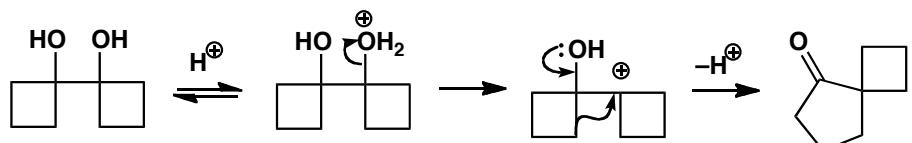 HO OH
H⊕
HO ⊕OH₂
:OH
⊕
–H⊕
O